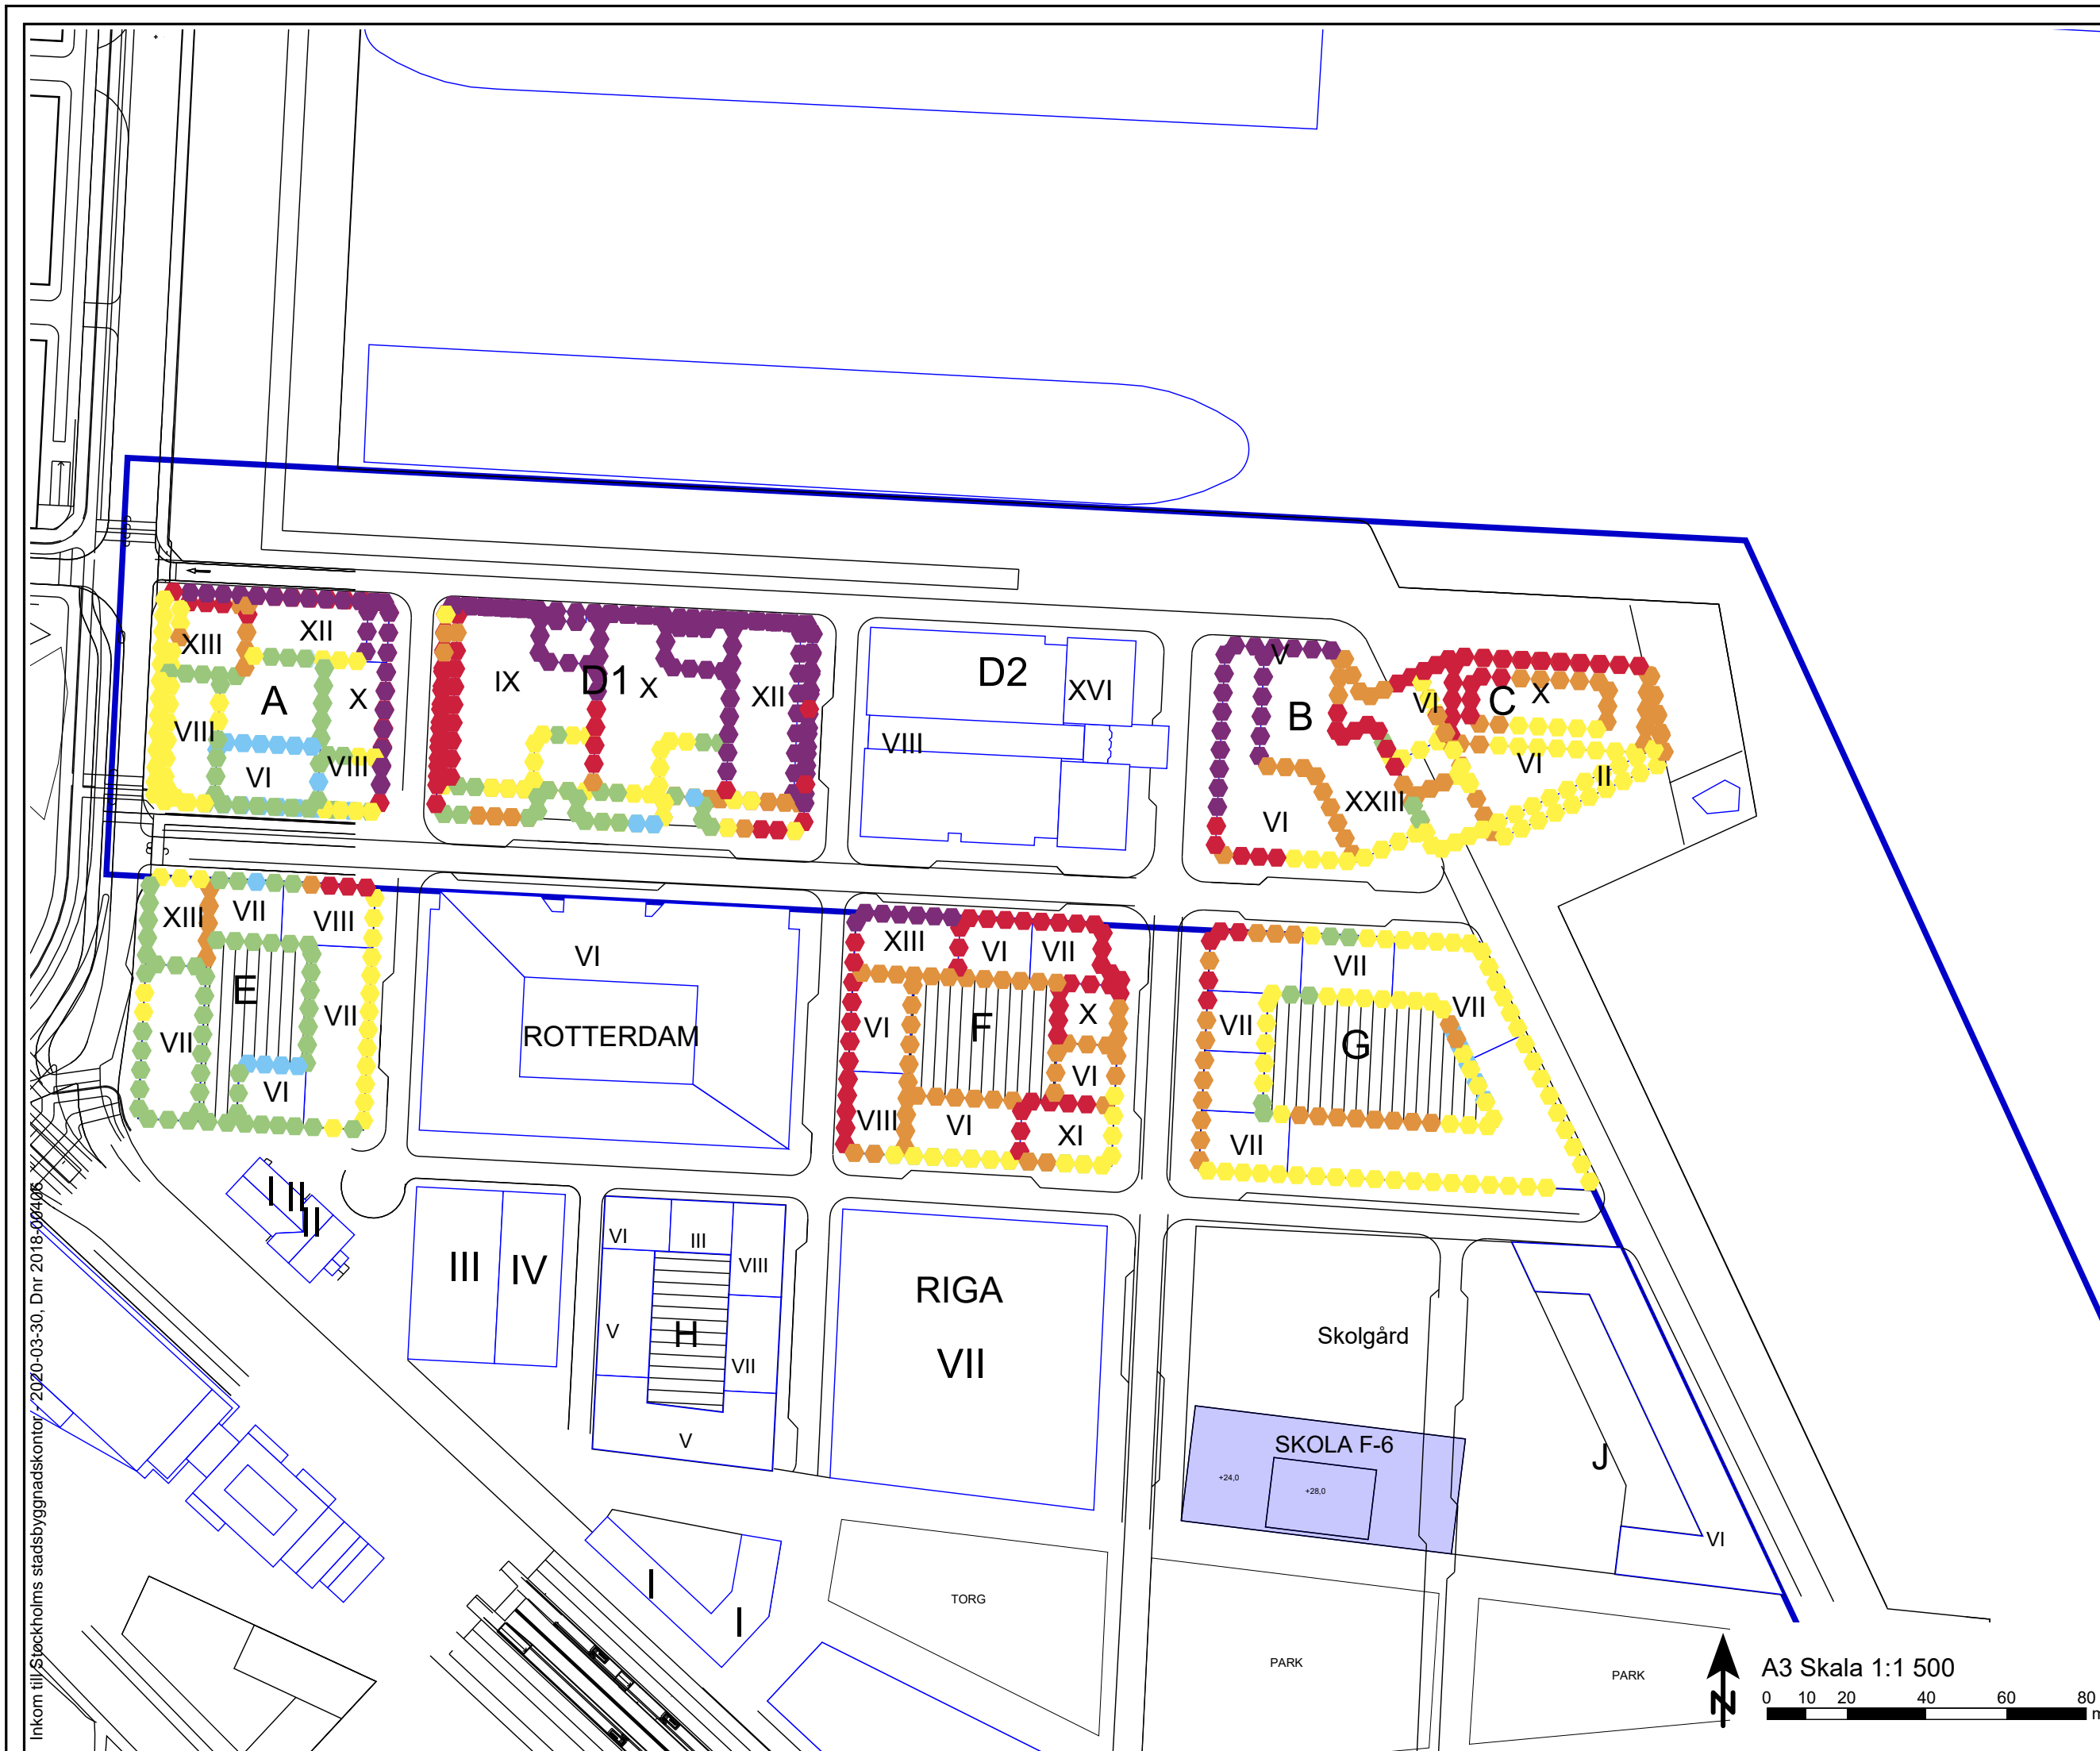 XIII
XII
A
X
VIII
VI
VIII
IX
D1
X
XII
D2
XVI
VIII
V
B
VI
XXIII
VI
C
X
VI
II
XIII
VII
VIII
E
VII
VII
VI
VI
ROTTERDAM
XIII
VI
VII
VI
F
X
VI
VIII
VI
XI
VII
VII
VII
G
VII
I
II
II
III
IV
VI
III
VIII
V
H
VII
V
RIGA
VII
Skolgård
SKOLA F-6
+24,0
+28,0
J
VI
I
I
TORG
PARK
PARK
N
A3 Skala 1:1 500
0 10 20 40 60 80
m
Inkom till Stockholms stadsbyggnadskontor - 2020-03-30, Dnr 2018-00406